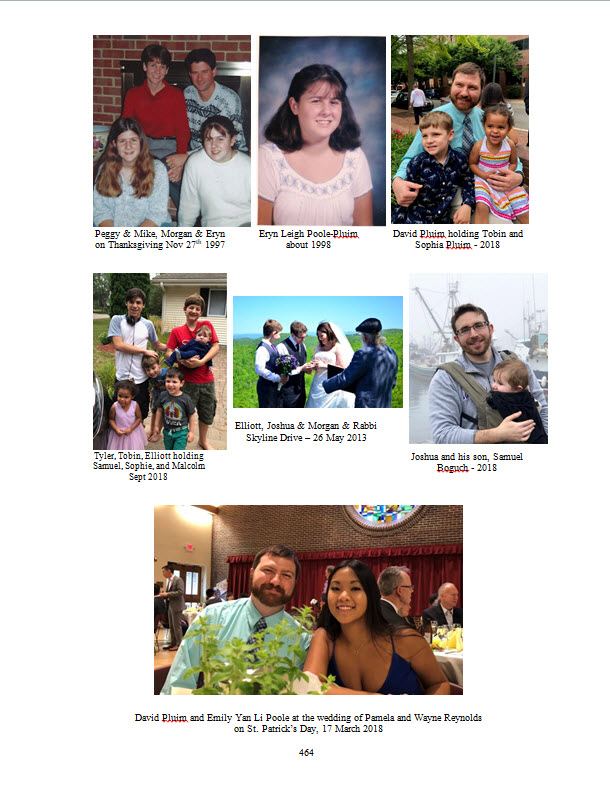 Peggy & Mike, Morgan & Eryn
on Thanksgiving Nov 27th 1997
Eryn Leigh Poole-Pluim
about 1998
David Pluim holding Tobin and
Sophia Pluim - 2018
Tyler, Tobin, Elliott holding
Samuel, Sophie, and Malcolm
Sept 2018
Elliott, Joshua & Morgan & Rabbi
Skyline Drive – 26 May 2013
Joshua and his son, Samuel
Boguch - 2018
David Pluim and Emily Yan Li Poole at the wedding of Pamela and Wayne Reynolds
on St. Patrick’s Day, 17 March 2018
464